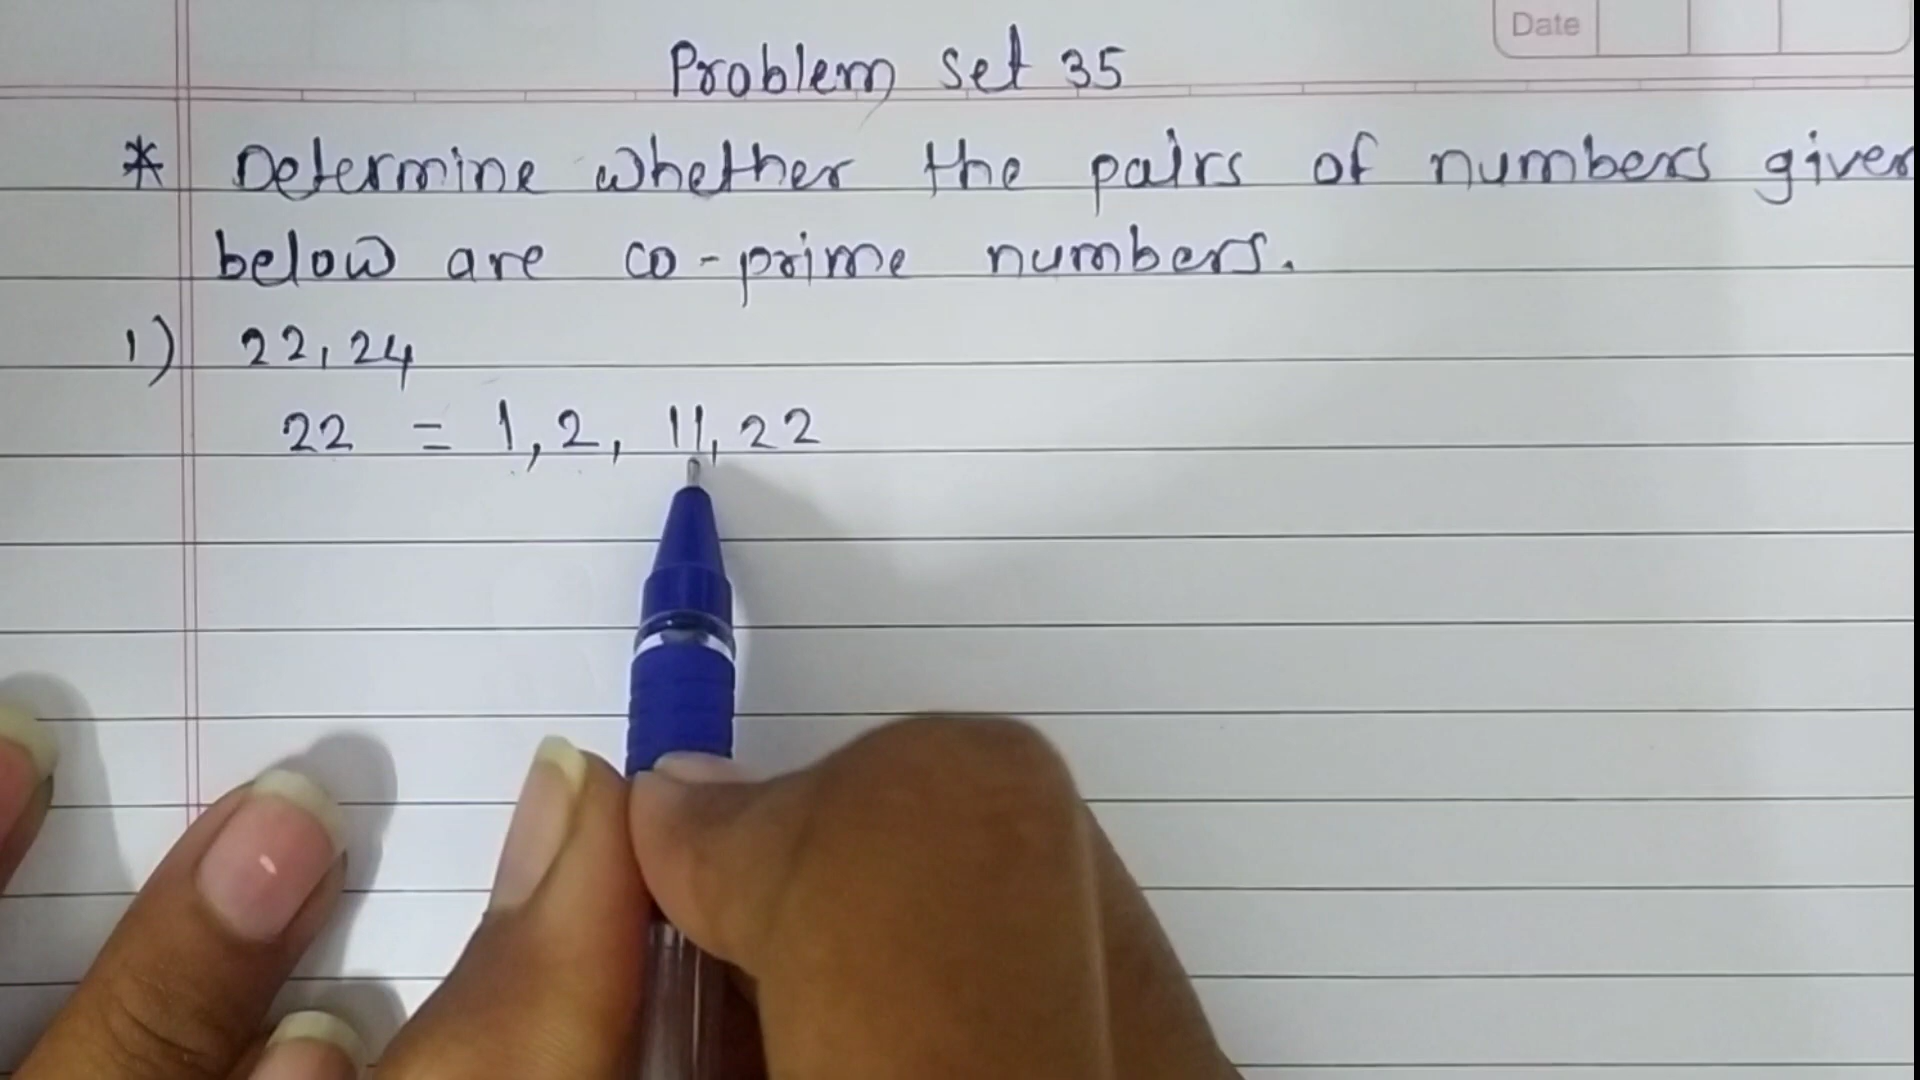 Date
Problem set 35
* Determine whether the pairs of numbers given
below are co-prime numbers.
1) 22, 24
22 = 1, 2, 11, 22